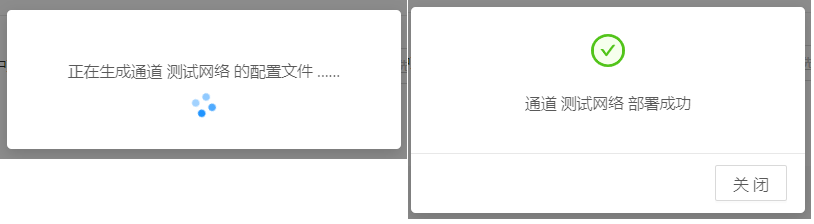 正在生成通道 测试网络 的配置文件 ......
通道 测试网络 部署成功
关 闭